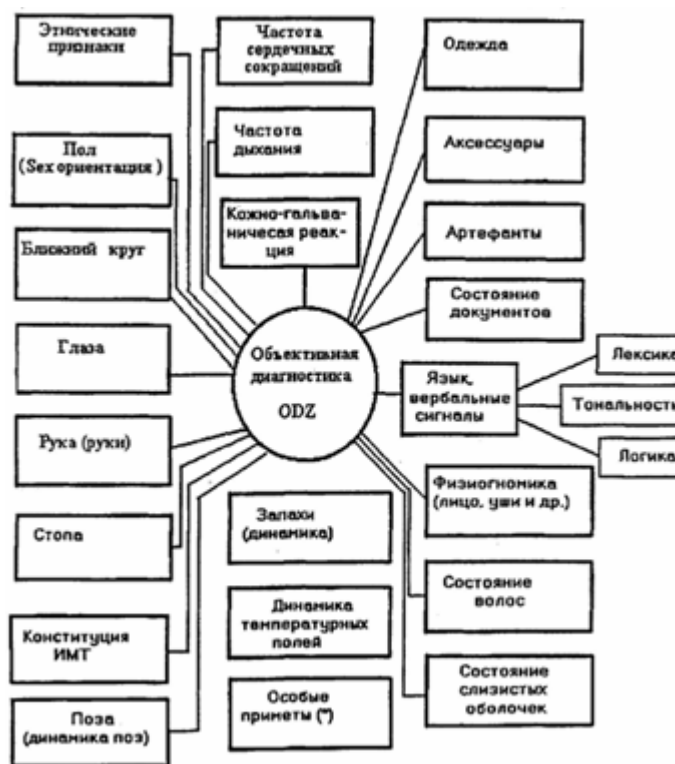 Этнические
признаки
Частота
сердечных
сокращений
Одежда
Пол
(Sex ориентация )
Частота
дыхания
Аксессуары
Ближний круг
Кожно-гальва-
ничесая реак-
ция
Артефанты
Глаза
Объективная
диагностика
ODZ
Состояние
документов
Язык,
вербальные
сигналы
Лексика
Тональность
Логика
Рука (руки)
Физиогномика
(лицо, уши и др.)
Стопа
Запахи
(динамика)
Состояние
волос
Конституция
ИМТ
Динамика
температурных
полей
Состояние
слизистых
оболочек
Поза
(динамика поз)
Особые
приметы (*)